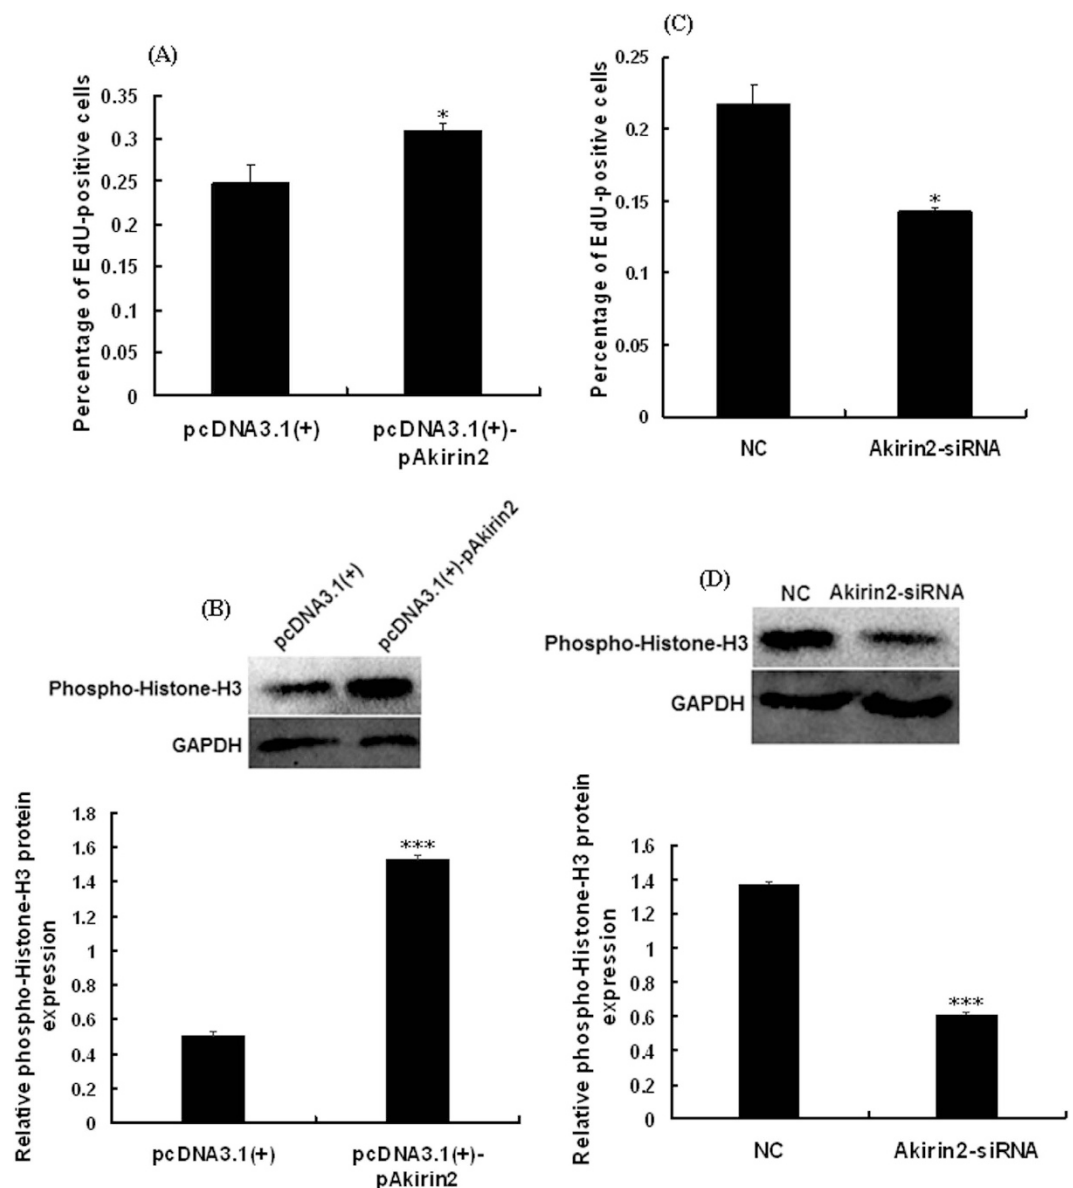 (A)
Percentage of EdU-positive cells
0.35
0.3
0.25
0.2
0.15
0.1
0.05
0
*
pcDNA3.1(+)
pcDNA3.1(+)-
pAkirin2
(C)
Percentage of EdU-positive cells
0.25
0.2
0.15
0.1
0.05
0
*
NC
Akirin2-siRNA
(B)
pcDNA3.1(+)
pcDNA3.1(+)-pAkirin2
Phospho-Histone-H3
GAPDH
Relative phospho-Histone-H3 protein
expression
1.8
1.6
1.4
1.2
1
0.8
0.6
0.4
0.2
0
***
pcDNA3.1(+)
pcDNA3.1(+)-
pAkirin2
(D)
NC
Akirin2-siRNA
Phospho-Histone-H3
GAPDH
Relative phospho-Histone-H3 protein
expression
1.6
1.4
1.2
1
0.8
0.6
0.4
0.2
0
***
NC
Akirin2-siRNA